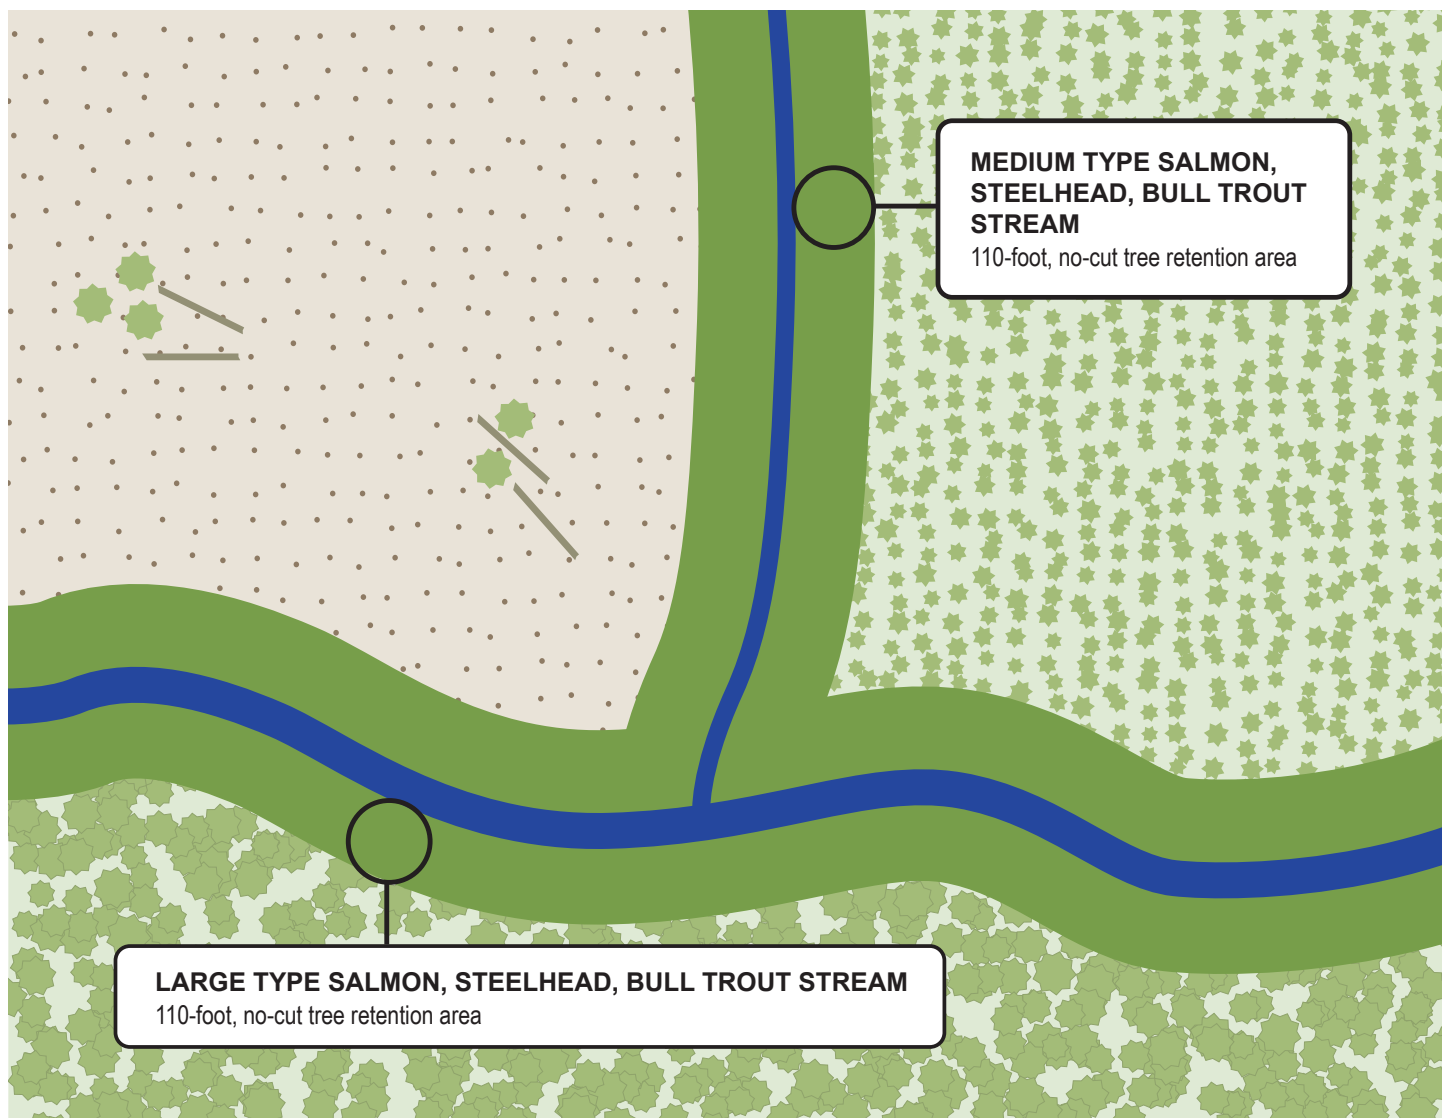 MEDIUM TYPE SALMON,
STEELHEAD, BULL TROUT
STREAM
110-foot, no-cut tree retention area
LARGE TYPE SALMON, STEELHEAD, BULL TROUT STREAM
110-foot, no-cut tree retention area